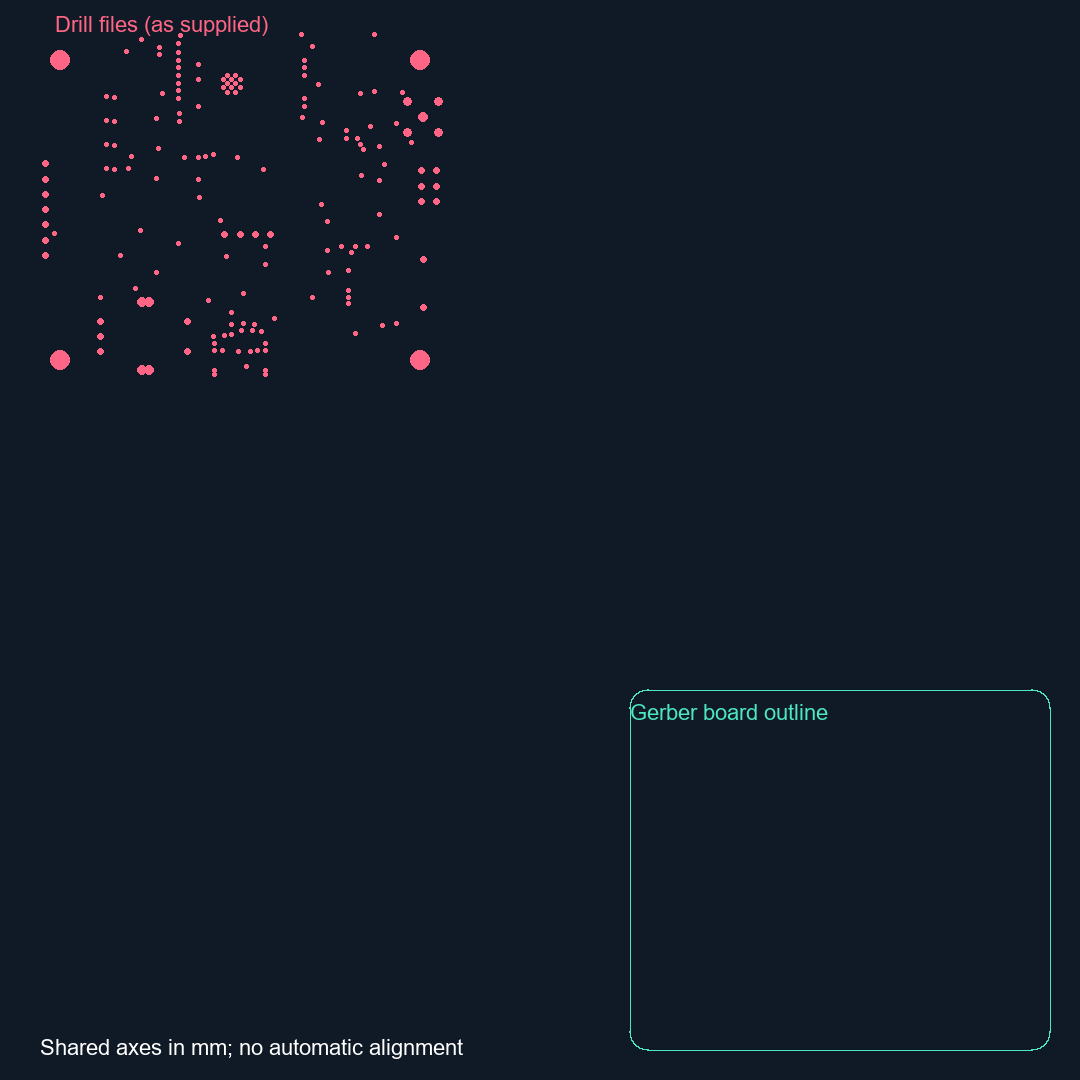 Drill files (as supplied)
Gerber board outline
Shared axes in mm; no automatic alignment